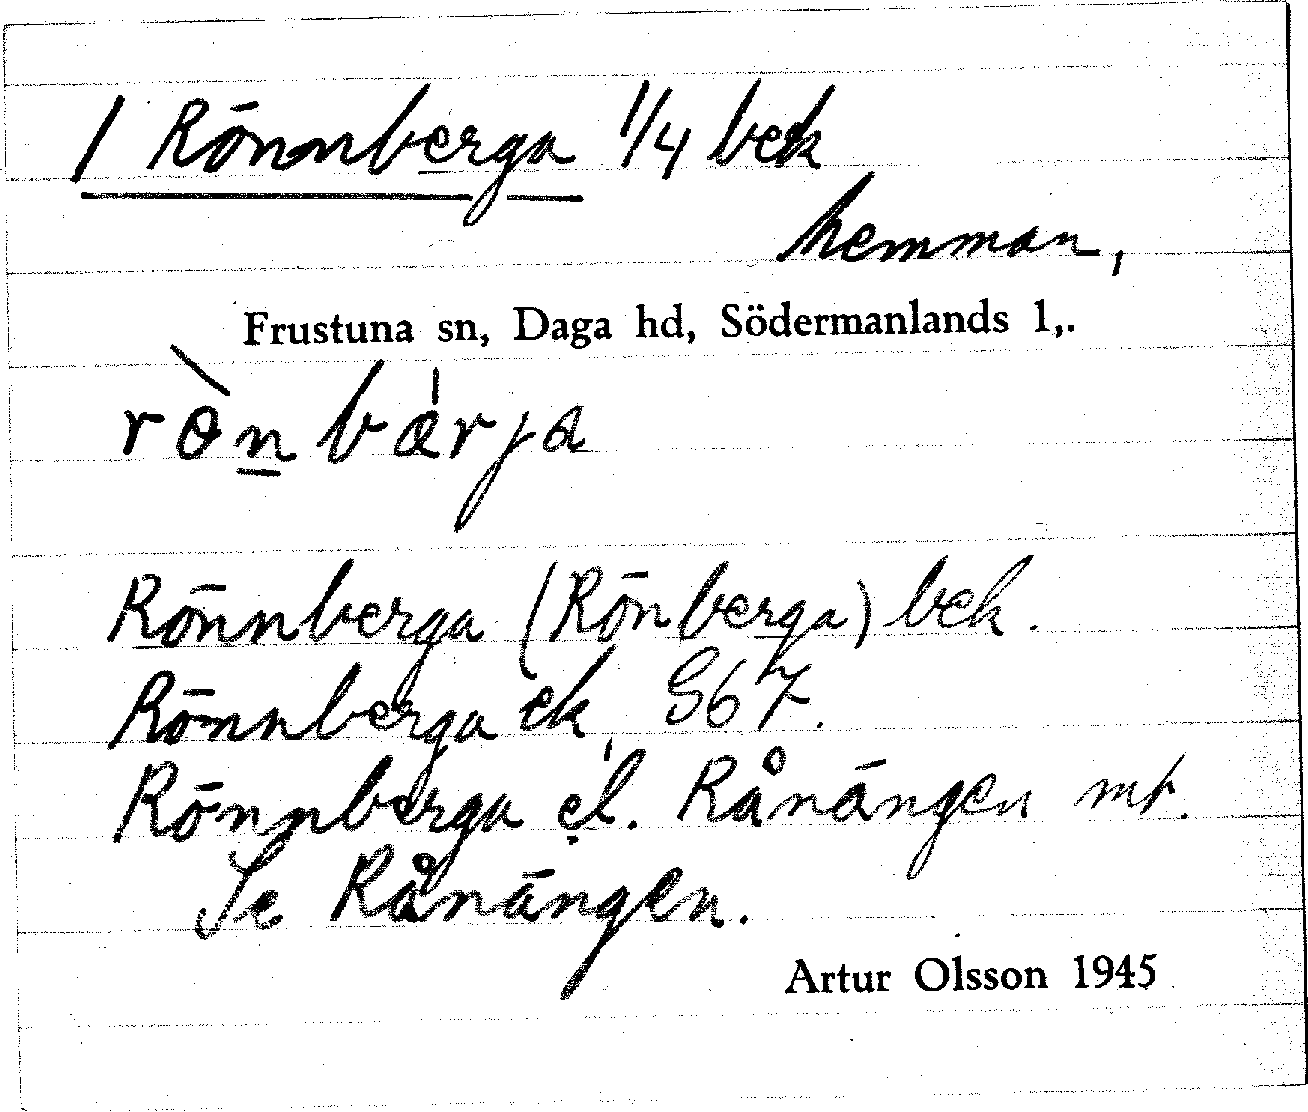 1 Rönnberga 1/4 bek
hemman,
Frustuna sn, Daga hd, Södermanlands l,.
rònbærja
Rönnberga (Rönberga) bek.
Rönnberga ek, S67.
Rönnberga el. Rånängen mt.
Se Rånängen.
Artur Olsson 1945